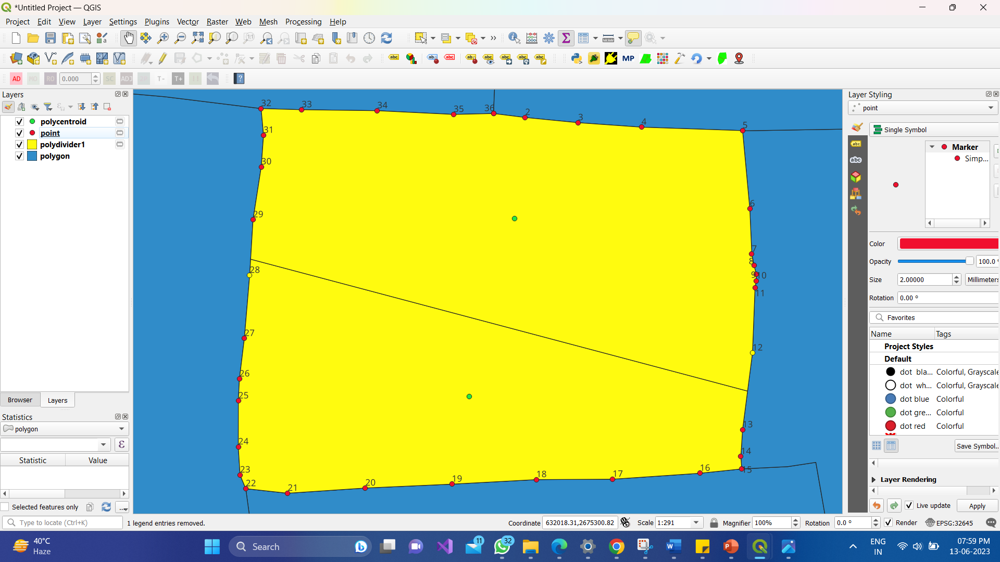 *Untitled Project — QGIS
Project Edit View Layer Settings Plugins Vector Raster Web Mesh Processing Help
MP
AD MO RO 0.000 SC ADJ T- T+
Layers
polycentroid
point
polydivider1
polygon
Browser Layers
Statistics
polygon
Statistic Value
Selected features only
32 33 34 35 36 2 3 4 5
31
30
29
28
27
26
25
24
23
22
21 20 19 18 17 16 15
14
13
12
11
10
9
8
7
6
Layer Styling
point
Single Symbol
Marker
Simp...
Color
Opacity 100.0
Size 2.00000 Millimeters
Rotation 0.00 °
Favorites
Name Tags
Project Styles
Default
dot bla... Colorful, Grayscale
dot wh... Colorful, Grayscale
dot blue Colorful
dot gre... Colorful
dot red Colorful
Save Symbol..
Layer Rendering
Live update Apply
Type to locate (Ctrl+K) 1 legend entries removed. Coordinate 632018.31,2675300.82 Scale 1:291 Magnifier 100% Rotation 0.0 ° Render EPSG:32645
40°C
Haze
Search
11
32
ENG
IN
07:59 PM
13-06-2023